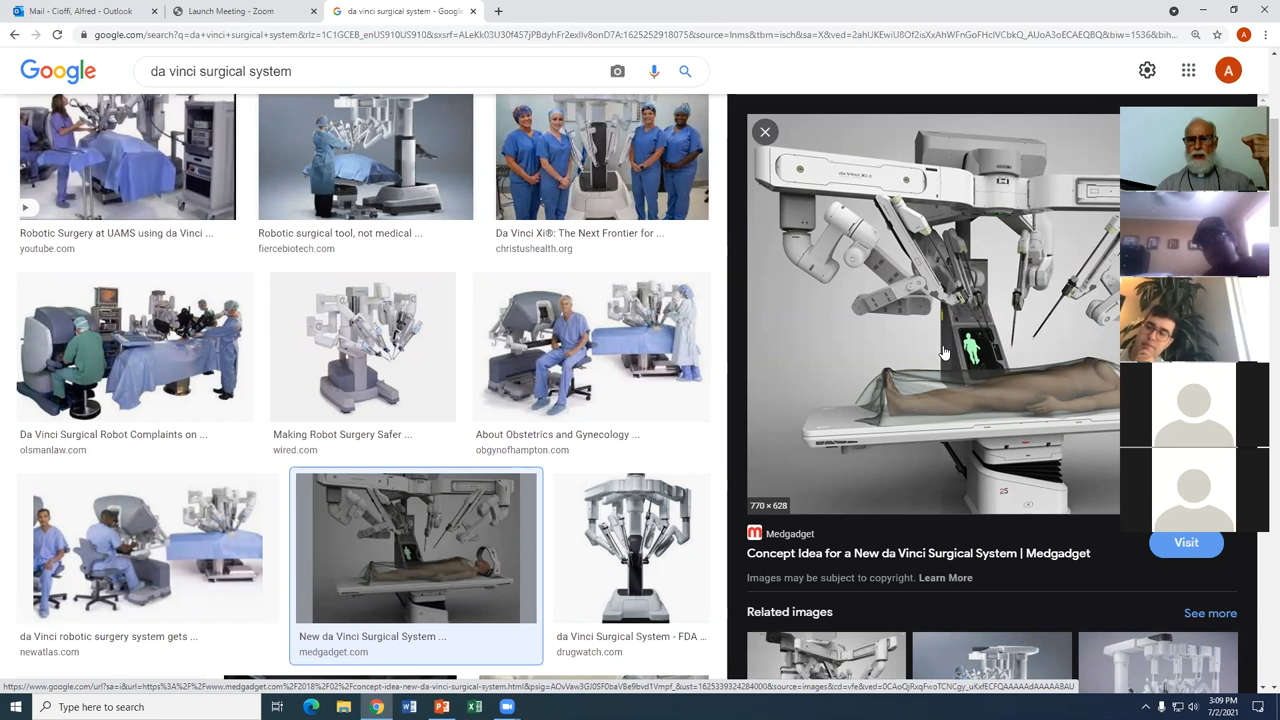 Mail - Cioffi, Alfred - Outlook
Launch Meeting - Zoom
da vinci surgical system - Google
Google
da vinci surgical system
A
A
Robotic Surgery at UAMS using da Vinci ...
youtube.com
Robotic surgical tool, not medical ...
fiercebiotech.com
Da Vinci Xi®: The Next Frontier for ...
christushealth.org
Da Vinci Surgical Robot Complaints on ...
olsmanlaw.com
Making Robot Surgery Safer ...
wired.com
About Obstetrics and Gynecology ...
obgynofhampton.com
da Vinci robotic surgery system gets ...
newatlas.com
New da Vinci Surgical System ...
medgadget.com
da Vinci Surgical System - FDA ...
drugwatch.com
da Vinci Xi
770 × 628
Medgadget
Concept Idea for a New da Vinci Surgical System | Medgadget
Images may be subject to copyright. Learn More
Visit
Related images
See more
Type here to search
3:09 PM
7/2/2021